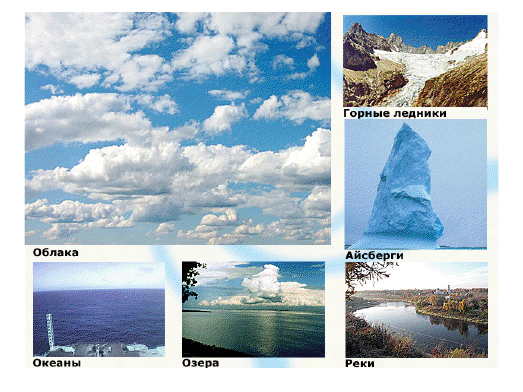 Горные ледники
Облака
Айсберги
Океаны
Озера
Реки